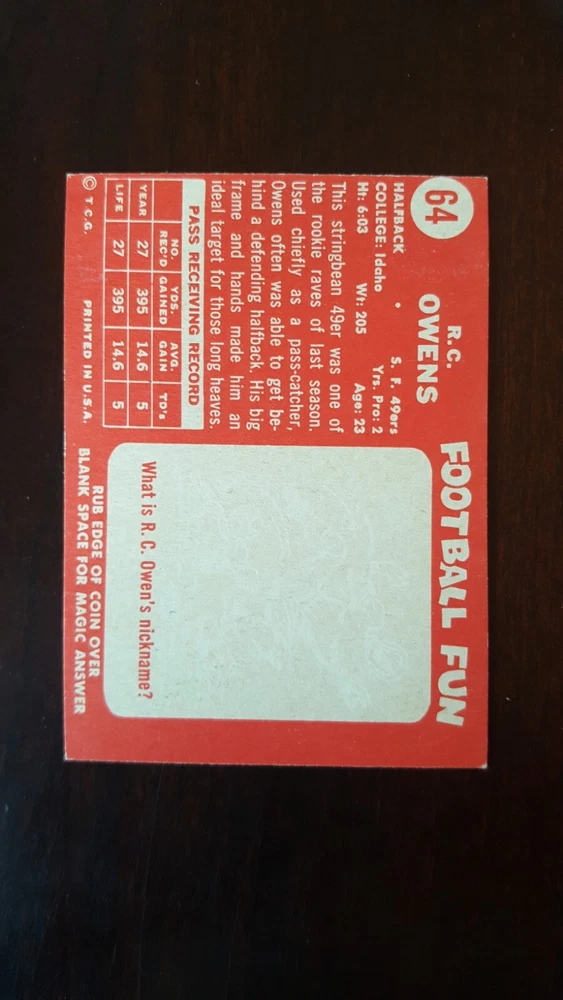 64
R. C.
OWENS
HALFBACK • S. F. 49ers
COLLEGE: Idaho Yrs. Pro: 2
Ht: 6:03 Wt: 205 Age: 23
This stringbean 49er was one of
the rookie raves of last season.
Used chiefly as a pass-catcher,
Owens often was able to get be-
hind a defending halfback. His big
frame and hands made him an
ideal target for those long heaves.
PASS RECEIVING RECORD
NO. REC'D YDS. GAINED AVG. GAIN TD's
YEAR 27 395 14.6 5
LIFE 27 395 14.6 5
© T.C.G. PRINTED IN U.S.A.
FOOTBALL FUN
What is R. C. Owen's nickname?
RUB EDGE OF COIN OVER
BLANK SPACE FOR MAGIC ANSWER